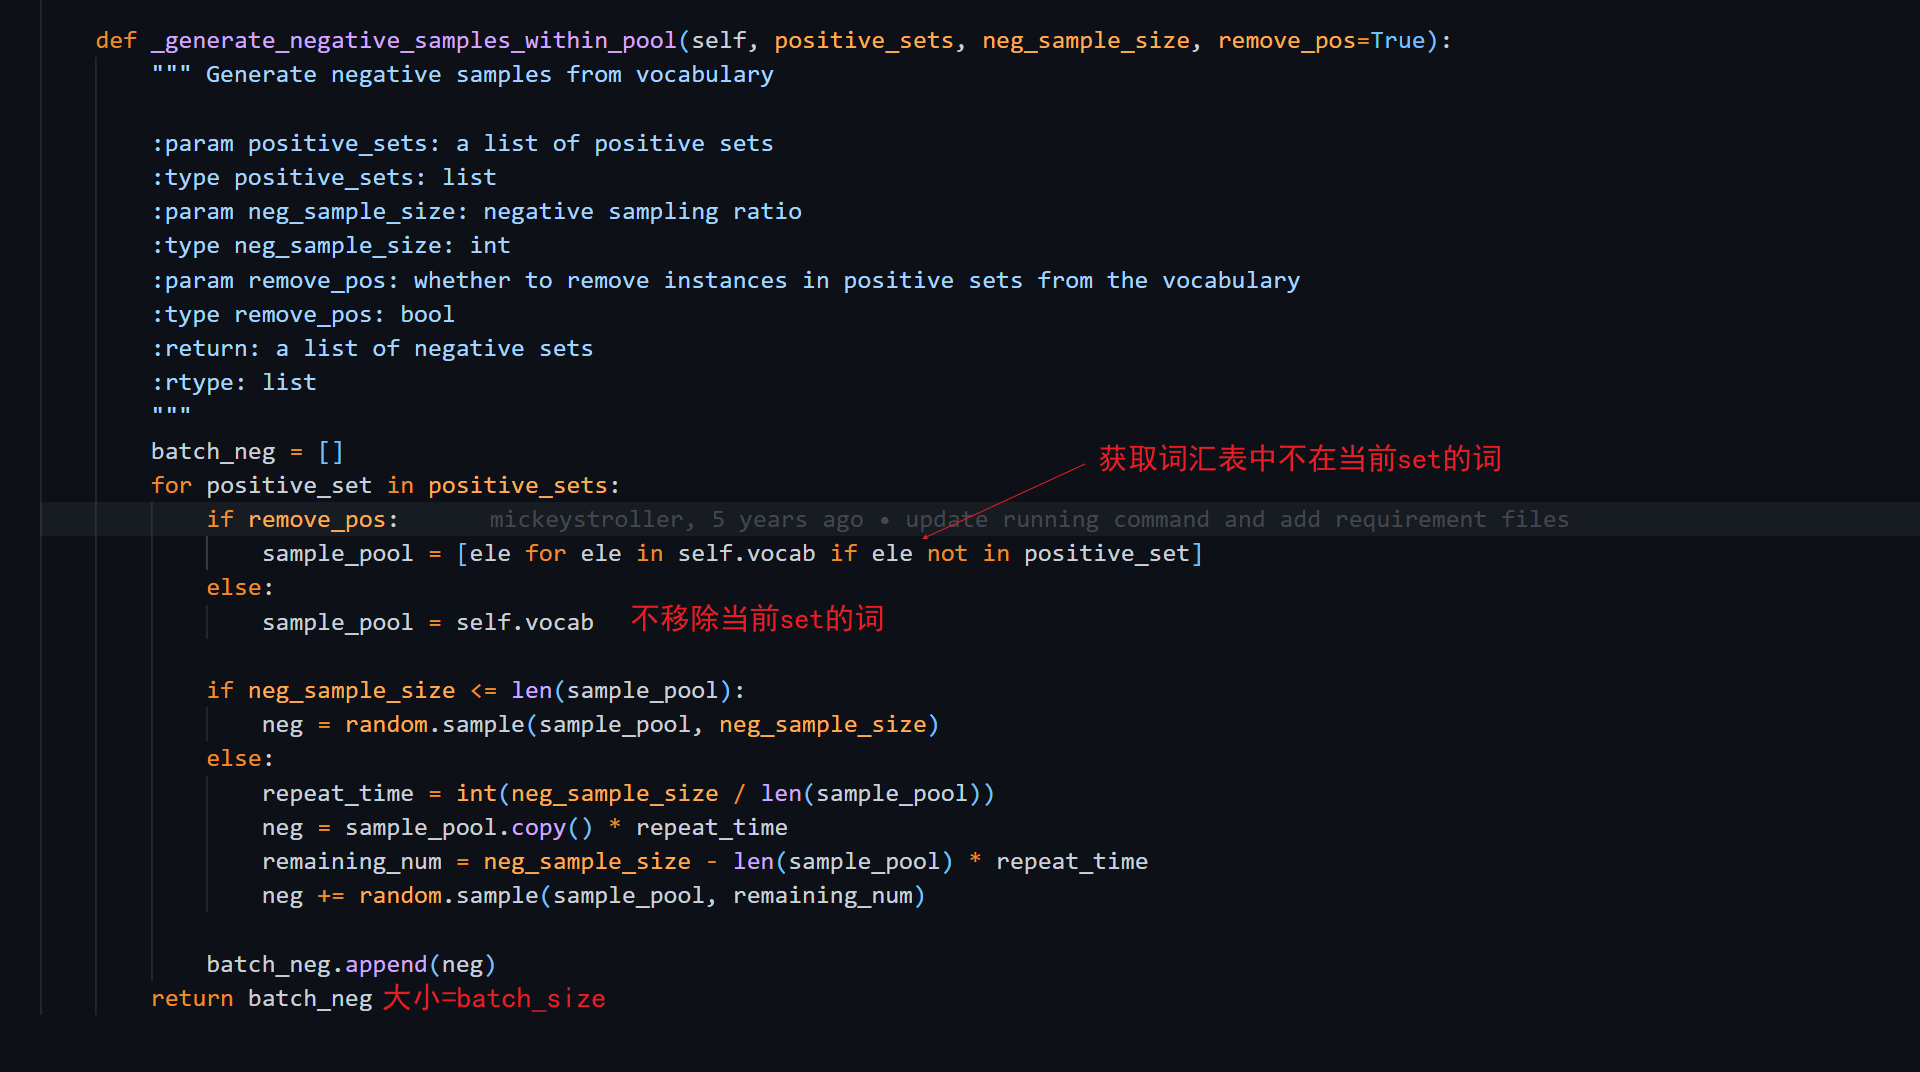 def _generate_negative_samples_within_pool(self, positive_sets, neg_sample_size, remove_pos=True):
""" Generate negative samples from vocabulary
:param positive_sets: a list of positive sets
:type positive_sets: list
:param neg_sample_size: negative sampling ratio
:type neg_sample_size: int
:param remove_pos: whether to remove instances in positive sets from the vocabulary
:type remove_pos: bool
:return: a list of negative sets
:rtype: list
"""
batch_neg = []
获取词汇表中不在当前set的词
for positive_set in positive_sets:
if remove_pos: mickeystroller, 5 years ago • update running command and add requirement files
sample_pool = [ele for ele in self.vocab if ele not in positive_set]
else:
sample_pool = self.vocab 不移除当前set的词
if neg_sample_size <= len(sample_pool):
neg = random.sample(sample_pool, neg_sample_size)
else:
repeat_time = int(neg_sample_size / len(sample_pool))
neg = sample_pool.copy() * repeat_time
remaining_num = neg_sample_size - len(sample_pool) * repeat_time
neg += random.sample(sample_pool, remaining_num)
batch_neg.append(neg)
return batch_neg 大小=batch_size